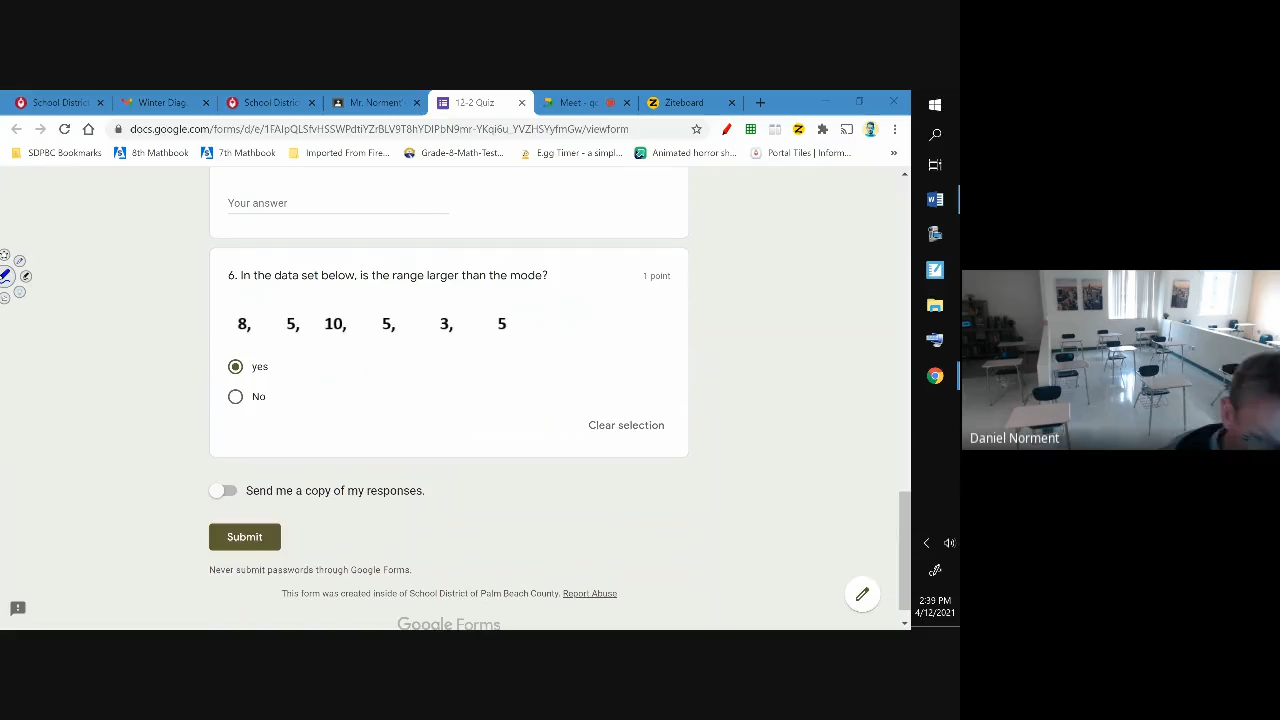 School District
Winter Diag
School District
Mr. Norment'
12-2 Quiz
Meet - qu
Ziteboard
docs.google.com/forms/d/e/1FAIpQLSfvHSSWPdtiYZrBLV9T8hYDIPbN9mr-YKqi6u_YVZHSYyfmGw/viewform
SDPBC Bookmarks
8th Mathbook
7th Mathbook
Imported From Fire...
Grade-8-Math-Test...
E.gg Timer - a simpl...
Animated horror sh...
Portal Tiles | Inform...
»
Your answer
6. In the data set below, is the range larger than the mode?
1 point
8, 5, 10, 5, 3, 5
yes
No
Clear selection
Send me a copy of my responses.
Submit
Never submit passwords through Google Forms.
This form was created inside of School District of Palm Beach County. Report Abuse
Google Forms
2:39 PM
4/12/2021
Daniel Norment